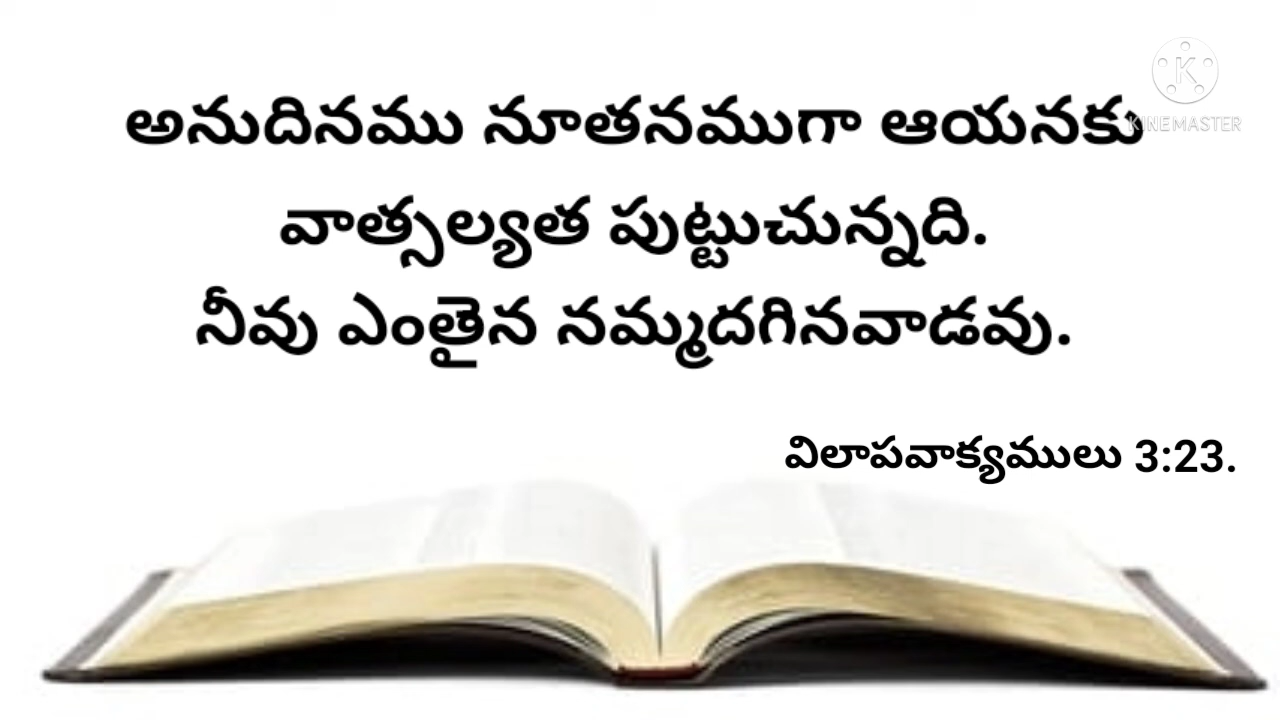 అనుదినము నూతనముగా ఆయనకు
వాత్సల్యత పుట్టుచున్నది.
నీవు ఎంతైన నమ్మదగినవాడవు.
విలాపవాక్యములు 3:23.
K
KINEMASTER